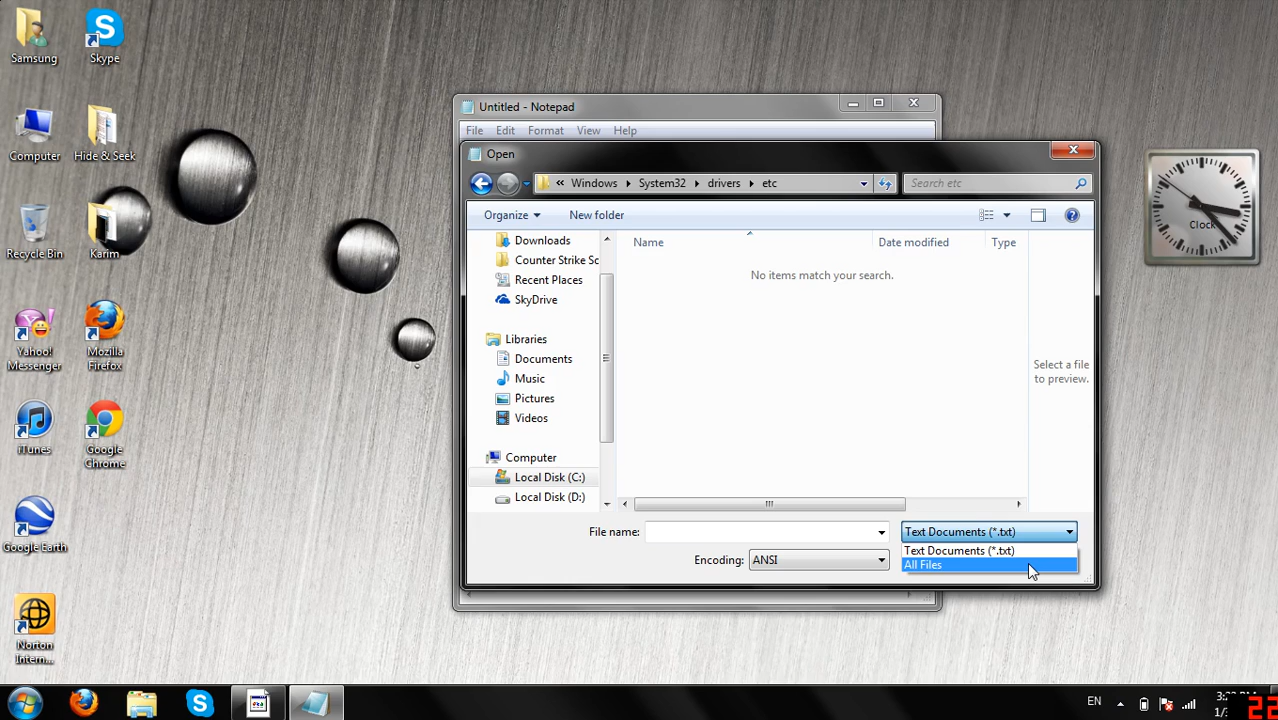 Samsung
Skype
Computer
Hide & Seek
Recycle Bin
Karim
Yahoo!
Messenger
Mozilla
Firefox
iTunes
Google
Chrome
Google Earth
Norton
Intern...
Untitled - Notepad
File Edit Format View Help
Open
« Windows System32 drivers etc
Search etc
Organize New folder
Downloads
Counter Strike Sc
Recent Places
SkyDrive
Libraries
Documents
Music
Pictures
Videos
Computer
Local Disk (C:)
Local Disk (D:)
Name Date modified Type
No items match your search.
Select a file
to preview.
File name:
Text Documents (*.txt)
Text Documents (*.txt)
All Files
Encoding: ANSI
Clock
EN
22